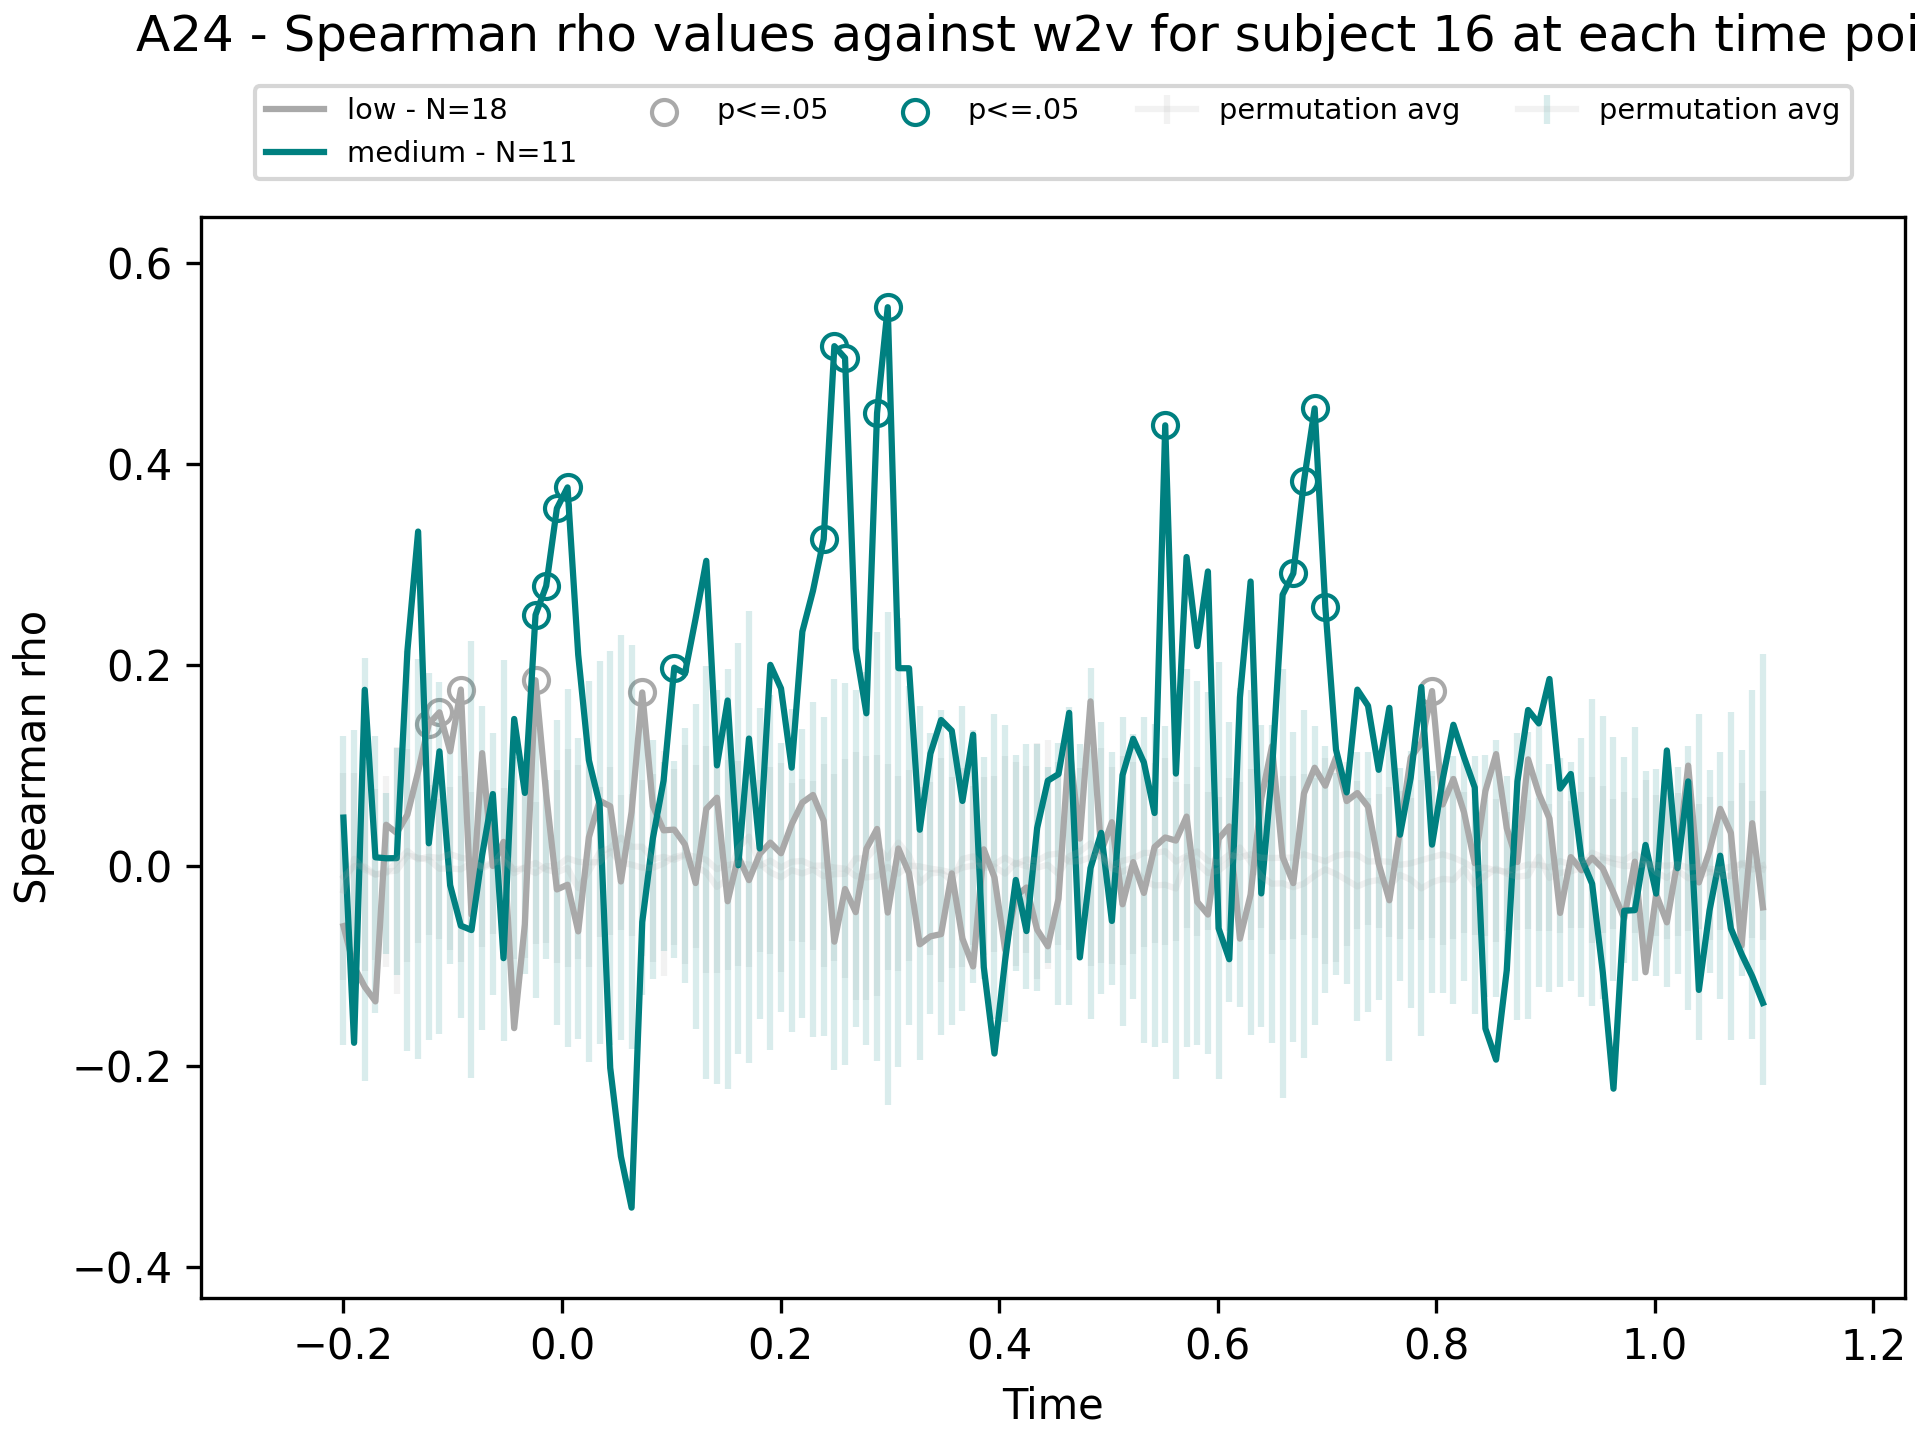 A24 - Spearman rho values against w2v for subject 16 at each time poi
low - N=18
medium - N=11
p<=.05
p<=.05
permutation avg
permutation avg
Spearman rho
0.6
0.4
0.2
0.0
−0.2
−0.4
−0.2 0.0 0.2 0.4 0.6 0.8 1.0 1.2
Time